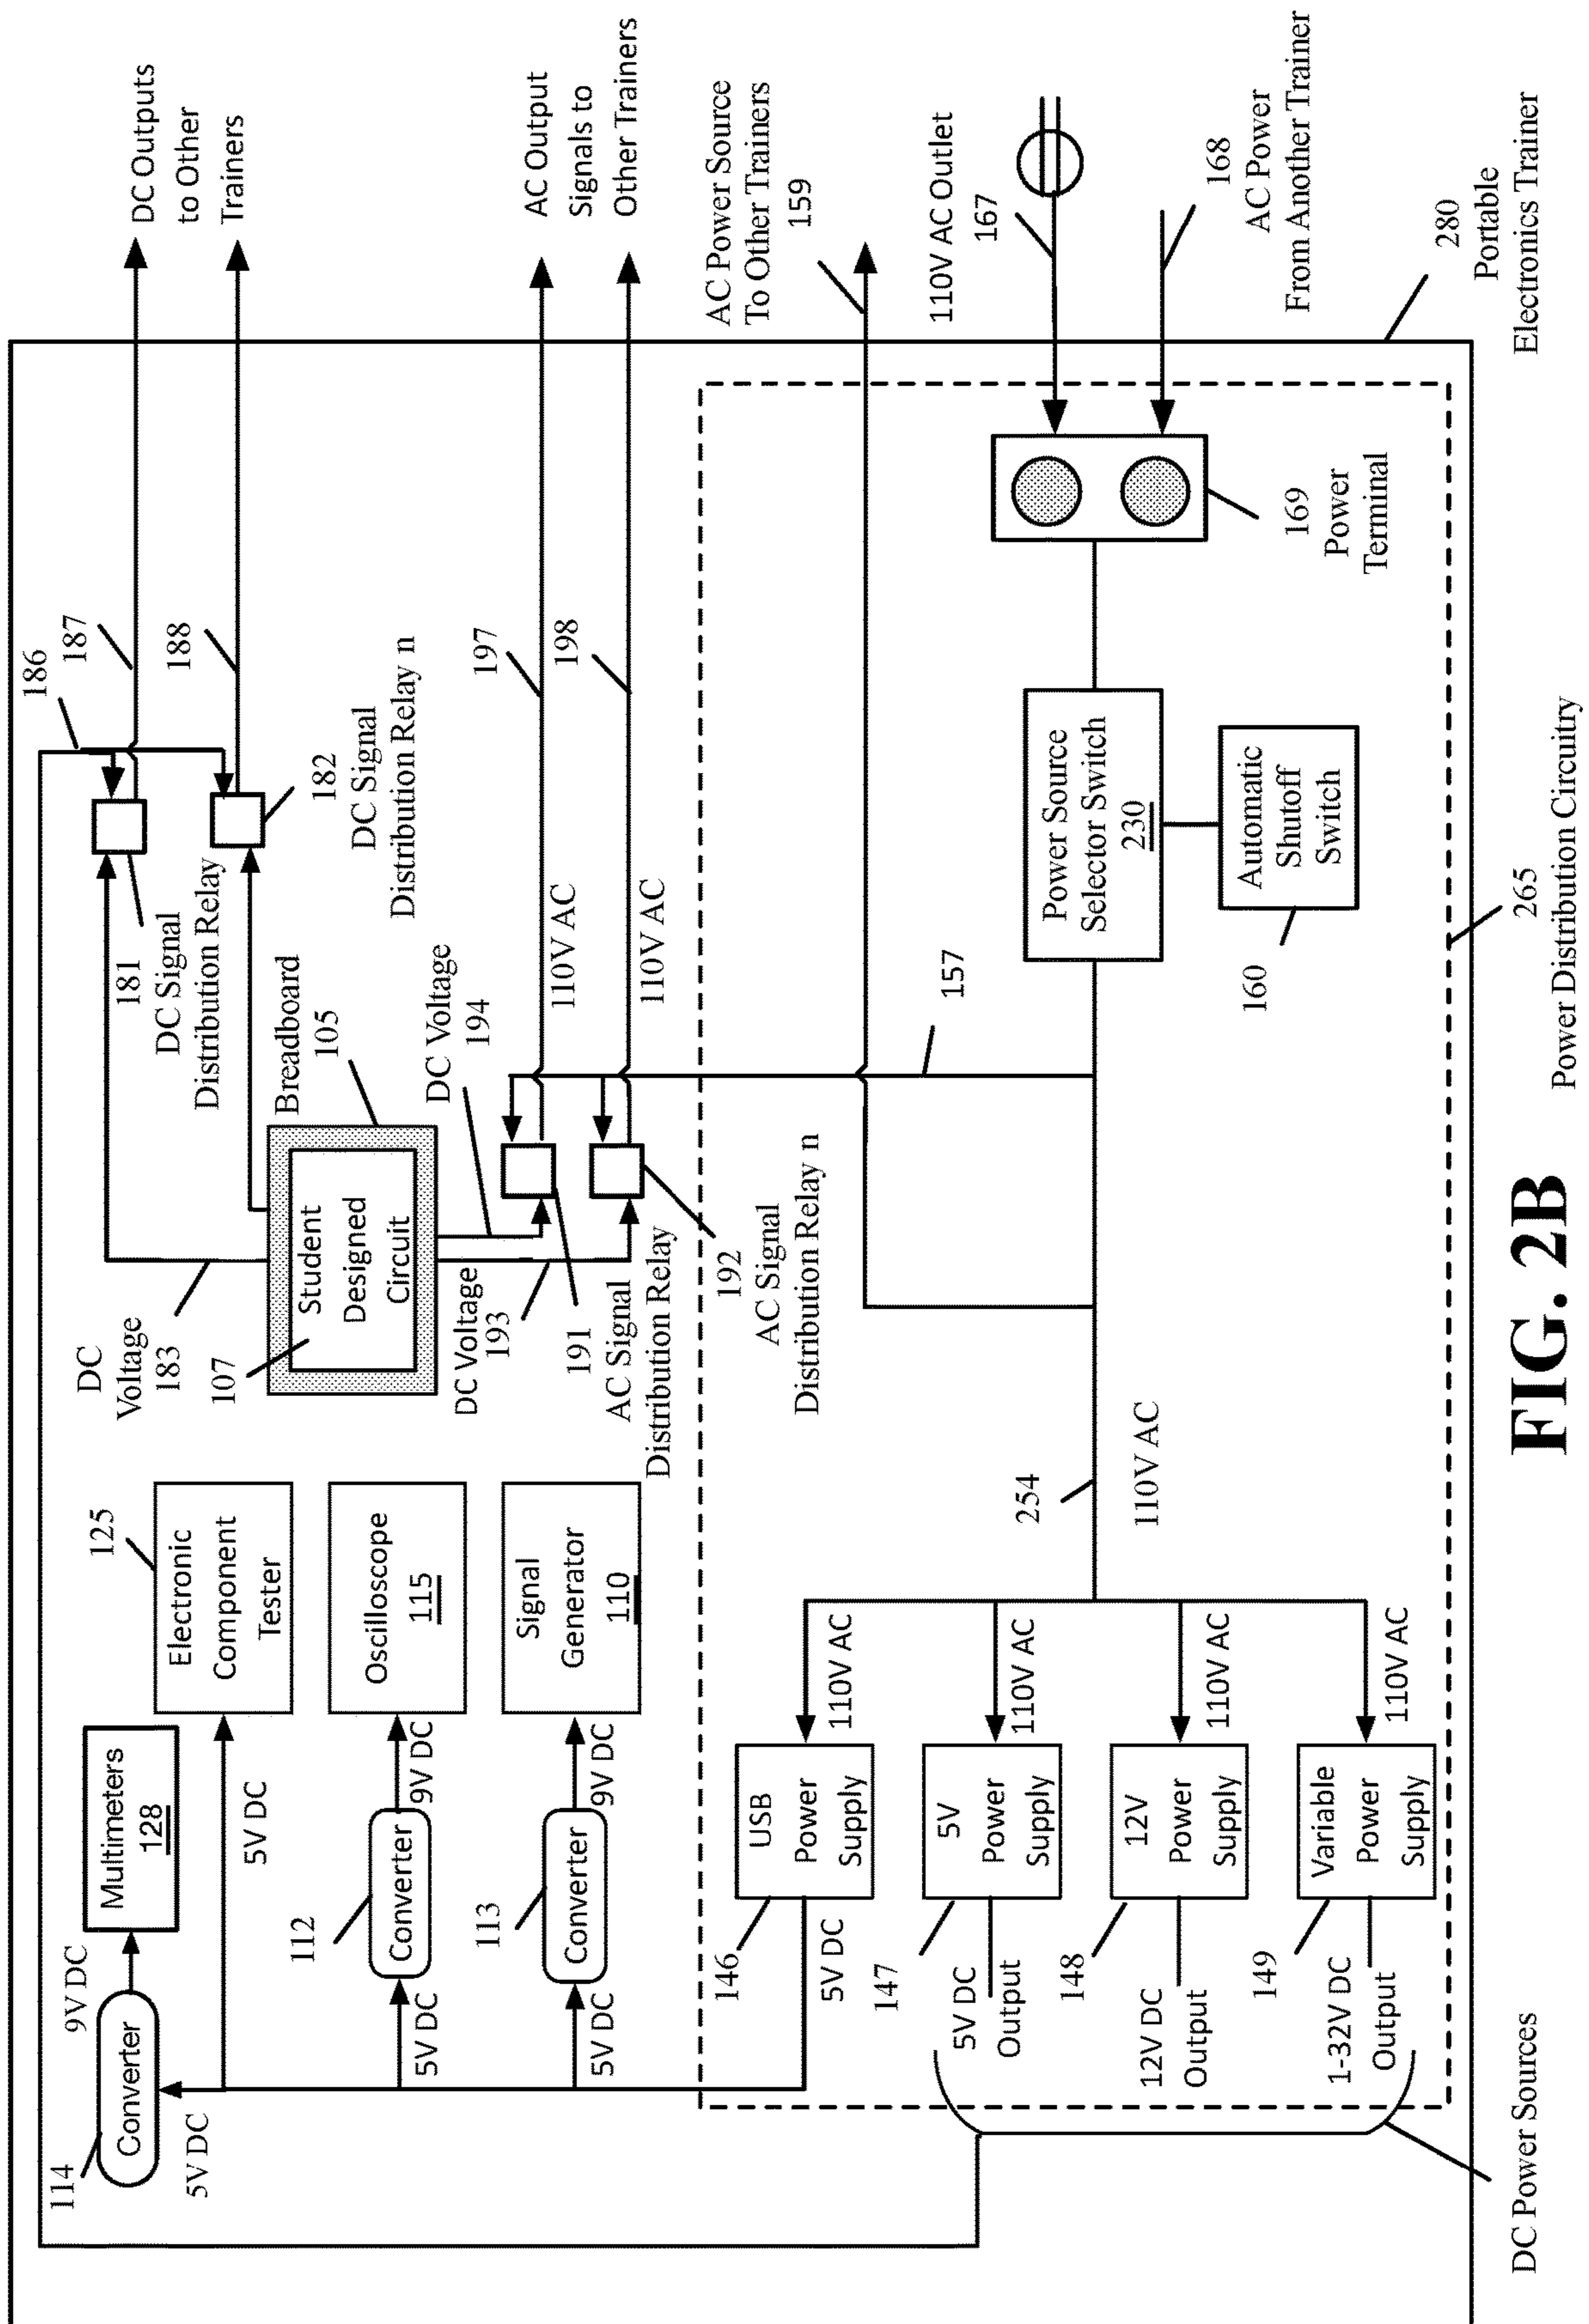 114
Converter
5V DC
9V DC
Multimeters
128
125
Electronic
Component
Tester
5V DC
112
Converter
5V DC
9V DC
Oscilloscope
115
113
Converter
5V DC
9V DC
Signal
Generator
110
DC
Voltage
183
107
Student
Designed
Circuit
Breadboard
105
181
DC Signal
Distribution Relay
186
187
188
182
DC Signal
Distribution Relay n
DC Outputs
to Other
Trainers
DC Voltage
194
DC Voltage
193
191
AC Signal
Distribution Relay
192
AC Signal
Distribution Relay n
110V AC
110V AC
197
198
AC Output
Signals to
Other Trainers
AC Power Source
To Other Trainers
159
146
USB
Power
Supply
5V DC
110V AC
147
5V
Power
Supply
5V DC
Output
110V AC
148
12V
Power
Supply
12V DC
Output
110V AC
149
Variable
Power
Supply
1-32V DC
Output
110V AC
254
110V AC
157
Power Source
Selector Switch
230
160
Automatic
Shutoff
Switch
169
Power
Terminal
110V AC Outlet
167
168
AC Power
From Another Trainer
280
Portable
Electronics Trainer
DC Power Sources
265
Power Distribution Circuitry
FIG. 2B